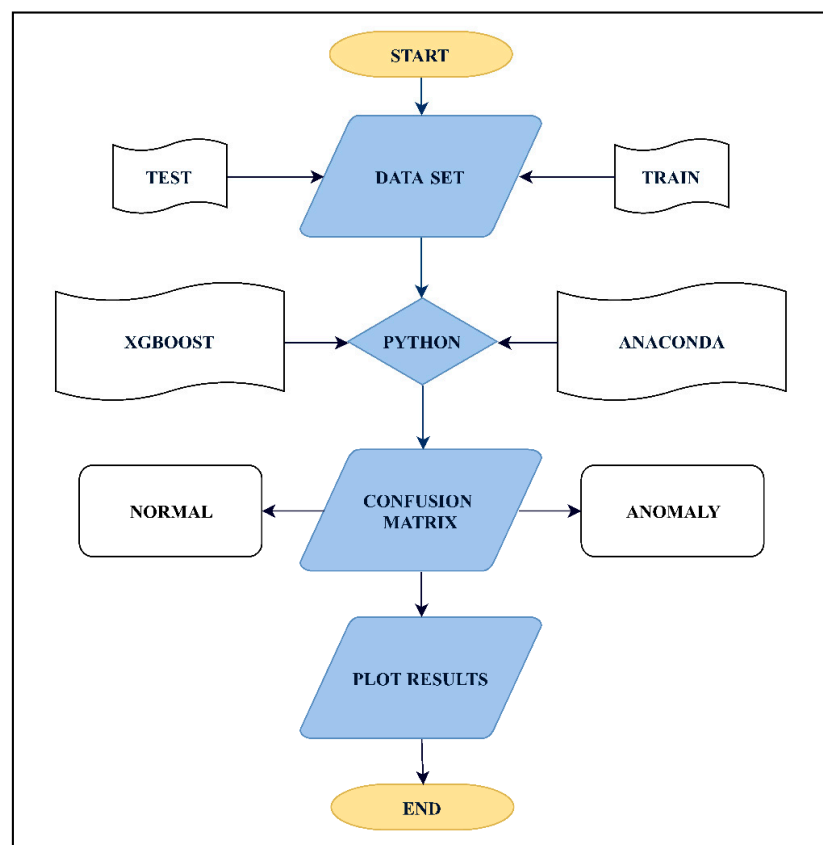 START
TEST
DATA SET
TRAIN
XGBOOST
PYTHON
ANACONDA
NORMAL
CONFUSION
MATRIX
ANOMALY
PLOT RESULTS
END